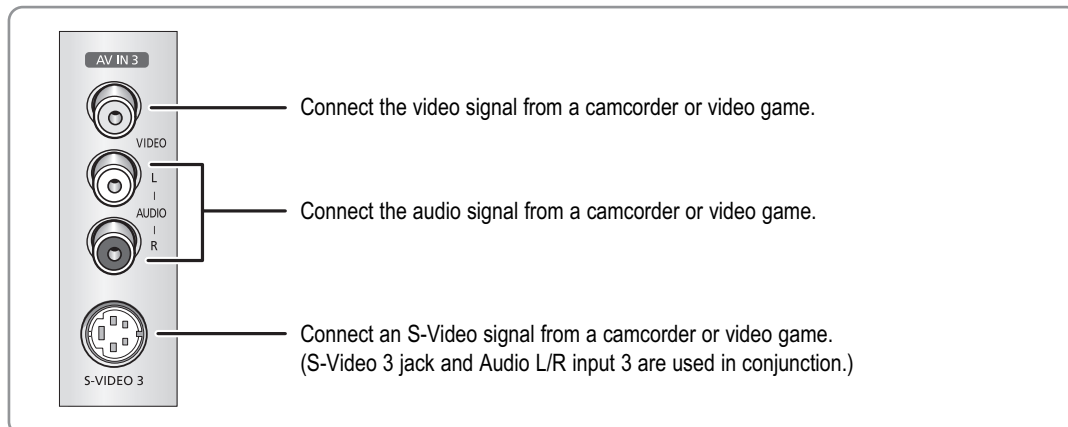 AV IN 3
VIDEO
L
AUDIO
R
S-VIDEO 3
Connect the video signal from a camcorder or video game.
Connect the audio signal from a camcorder or video game.
Connect an S-Video signal from a camcorder or video game.
(S-Video 3 jack and Audio L/R input 3 are used in conjunction.)